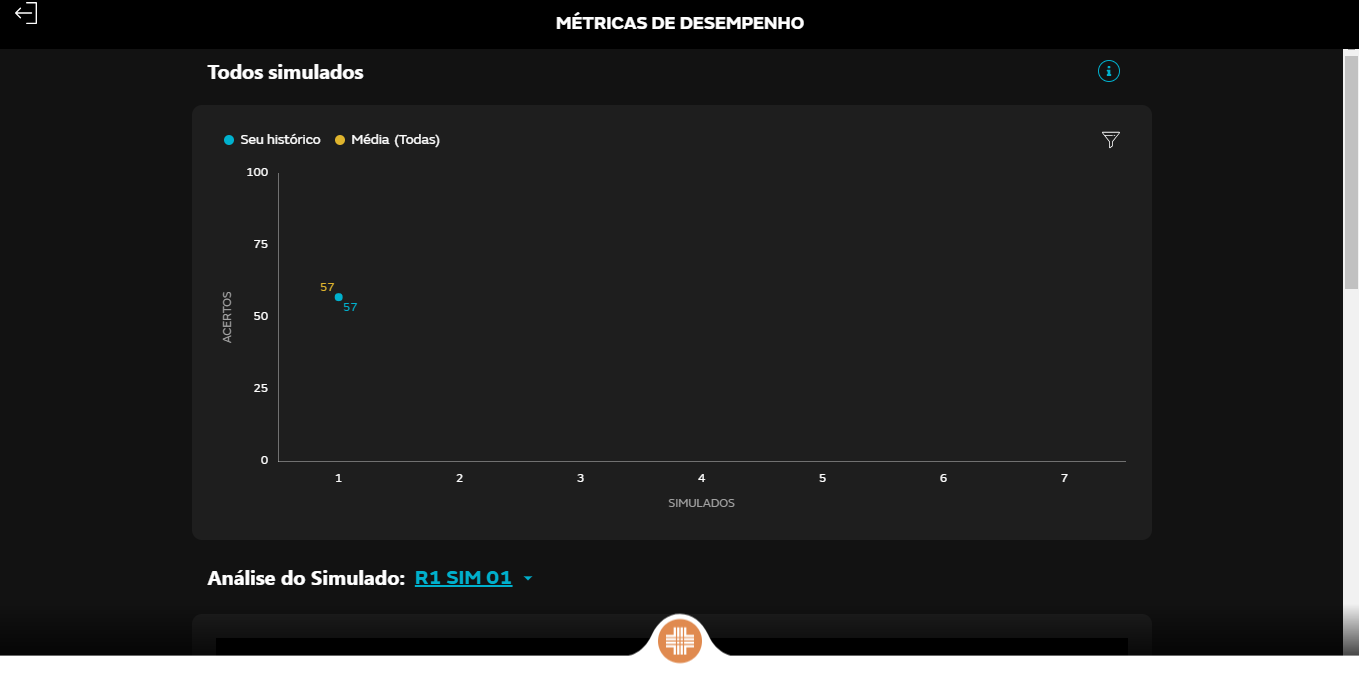 MÉTRICAS DE DESEMPENHO
Todos simulados
Seu histórico Média (Todas)
100
75
57
57
50
ACERTOS
25
0
1 2 3 4 5 6 7
SIMULADOS
Análise do Simulado: R1 SIM 01